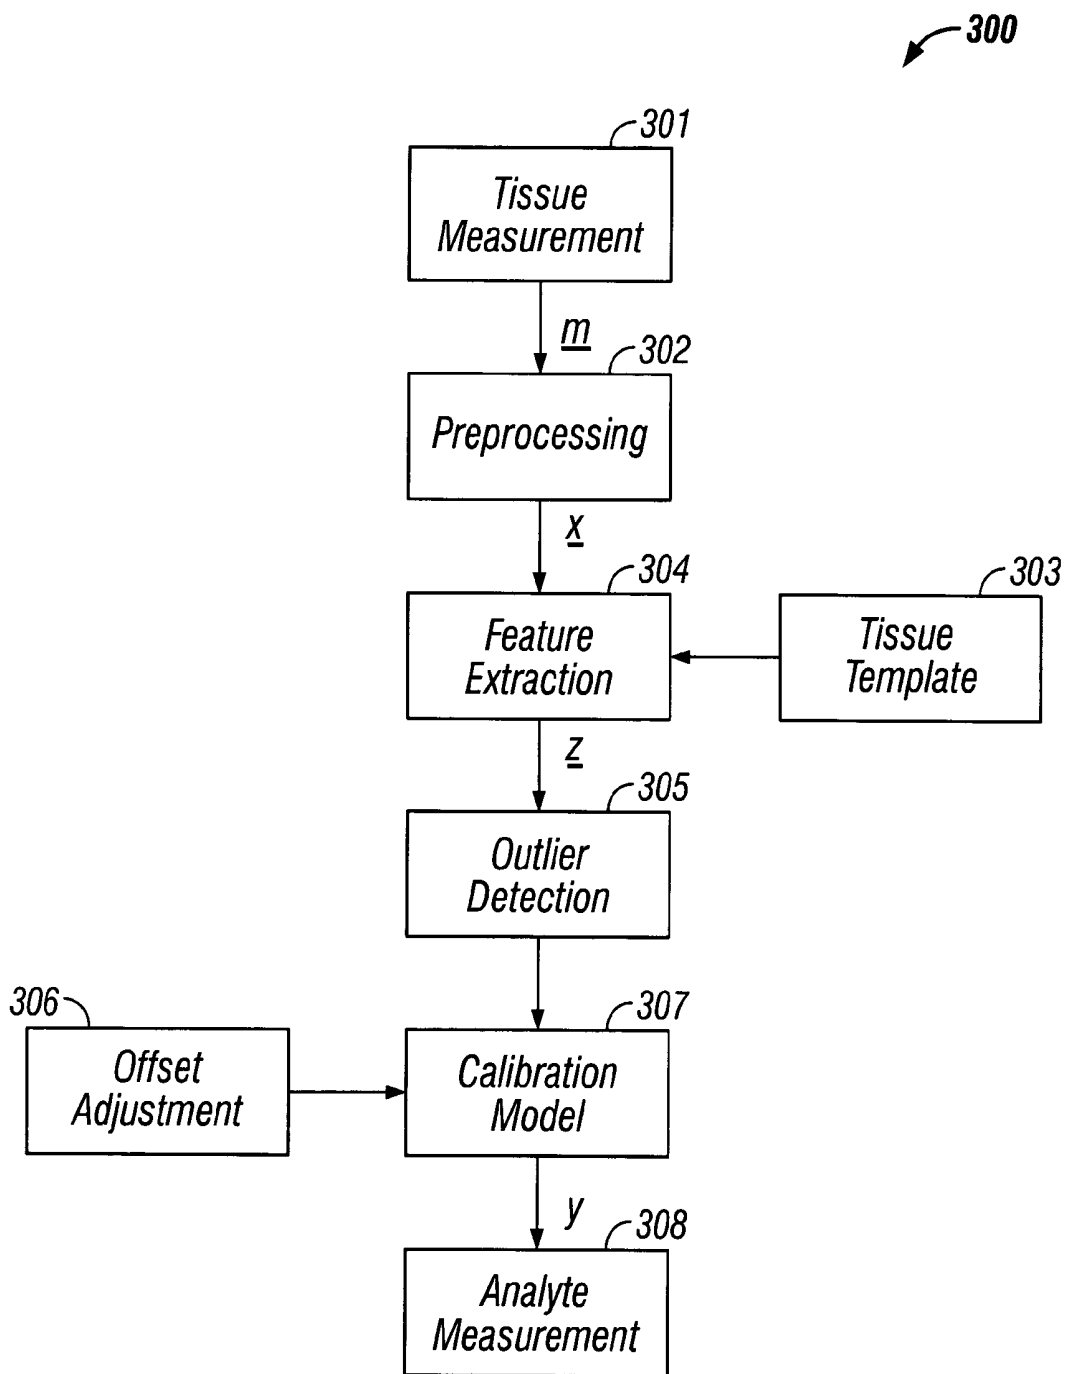 300
301
Tissue
Measurement
m
302
Preprocessing
x
304
Feature
Extraction
303
Tissue
Template
z
305
Outlier
Detection
306
Offset
Adjustment
307
Calibration
Model
y
308
Analyte
Measurement